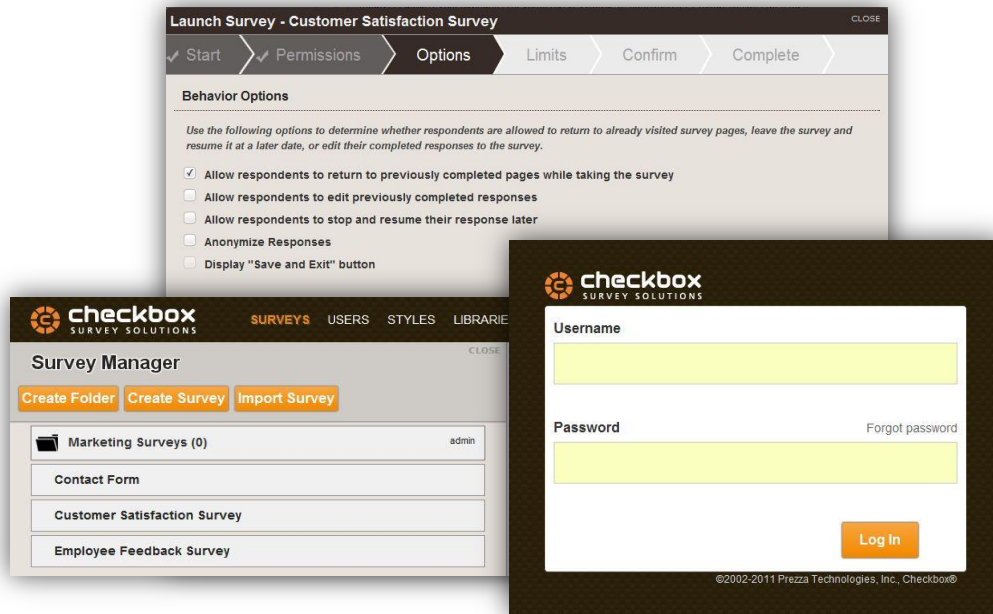 Launch Survey - Customer Satisfaction Survey
CLOSE
Start
Permissions
Options
Limits
Confirm
Complete
Behavior Options
Use the following options to determine whether respondents are allowed to return to already visited survey pages, leave the survey and
resume it at a later date, or edit their completed responses to the survey.
Allow respondents to return to previously completed pages while taking the survey
Allow respondents to edit previously completed responses
Allow respondents to stop and resume their response later
Anonymize Responses
Display "Save and Exit" button
checkbox
SURVEY SOLUTIONS
SURVEYS USERS STYLES LIBRARIE
CLOSE
Survey Manager
Create Folder Create Survey Import Survey
Marketing Surveys (0)
admin
Contact Form
Customer Satisfaction Survey
Employee Feedback Survey
checkbox
SURVEY SOLUTIONS
Username
Password
Forgot password
Log In
©2002-2011 Prezza Technologies, Inc., Checkbox®